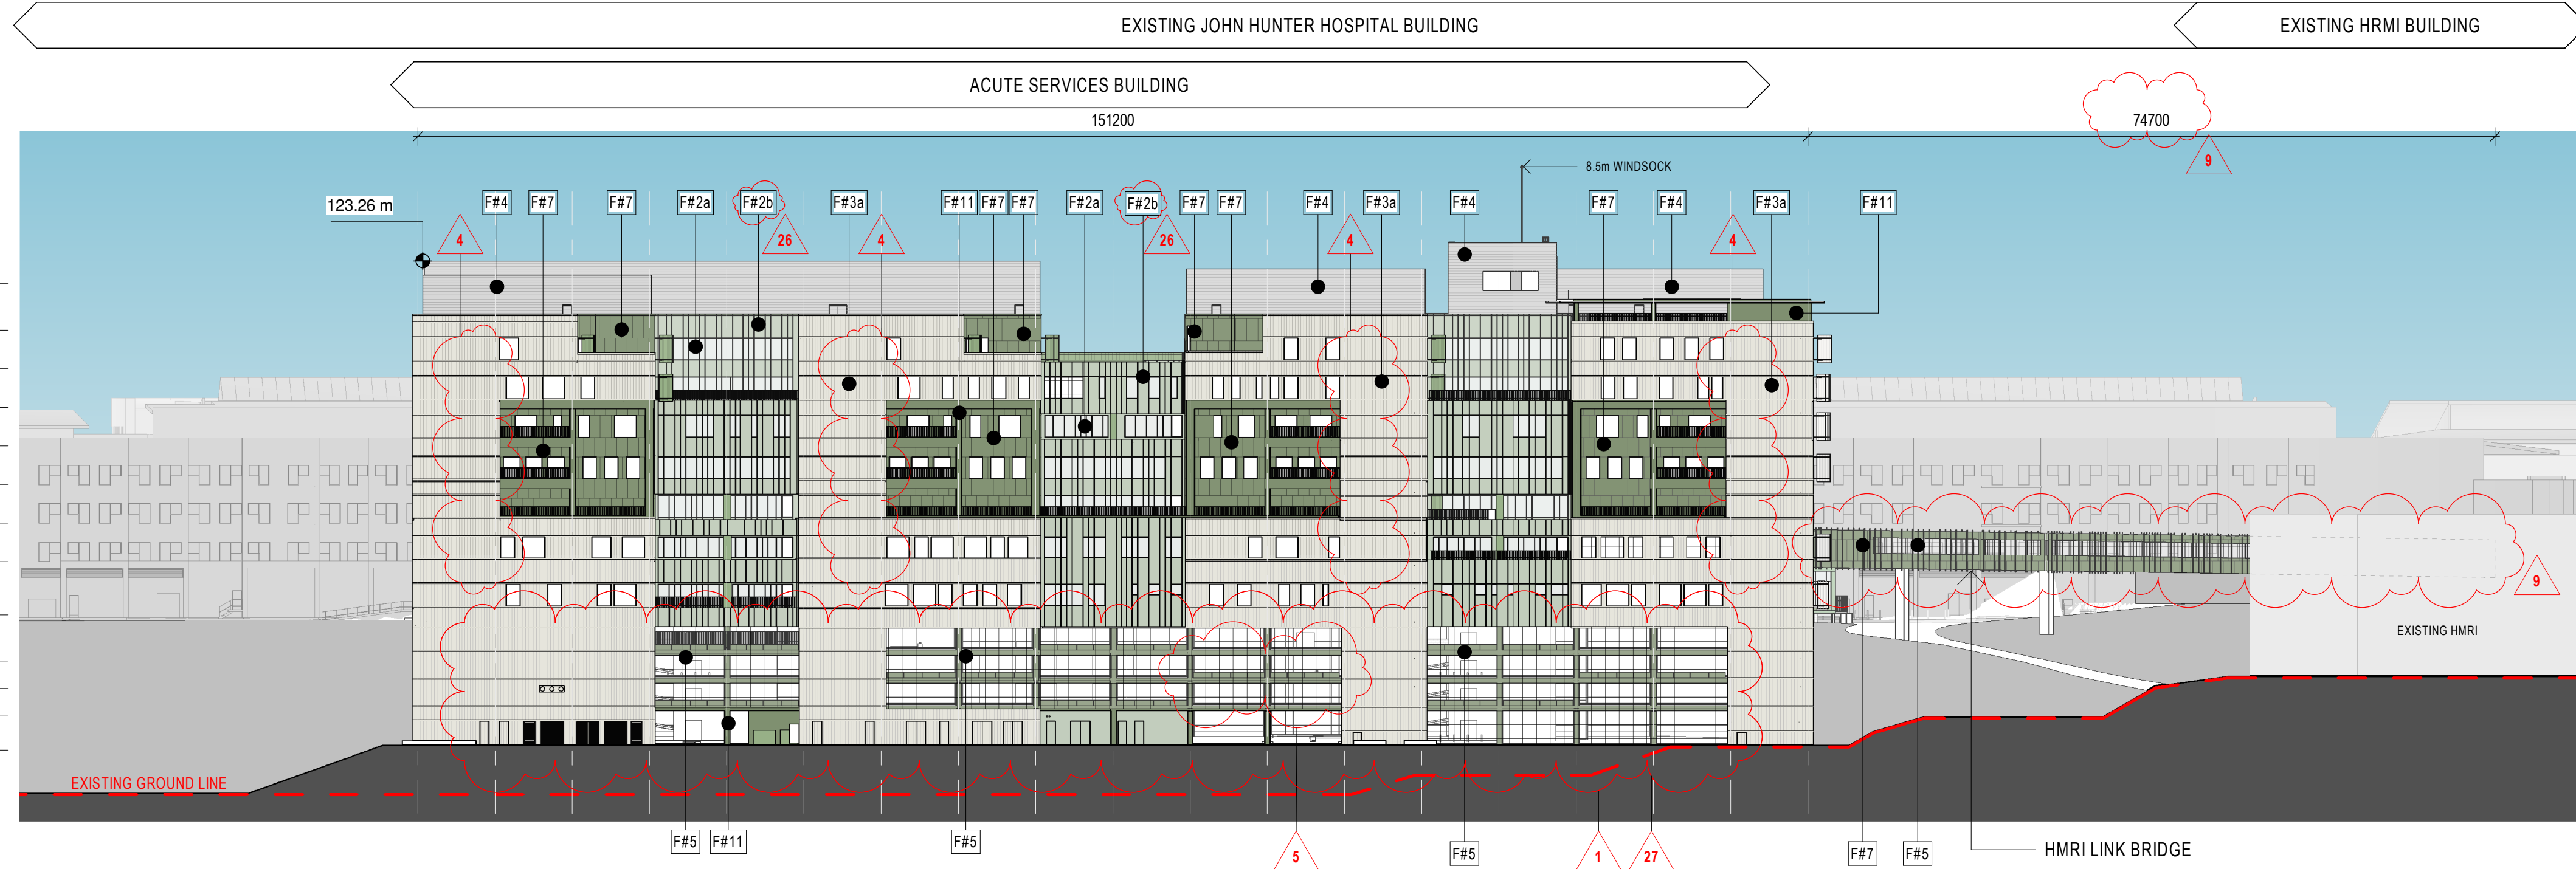 EXISTING JOHN HUNTER HOSPITAL BUILDING
EXISTING HRMI BUILDING
ACUTE SERVICES BUILDING
151200
74700
9
8.5m WINDSOCK
123.26 m
F#4
F#7
F#7
F#2a
F#2b
F#3a
F#11
F#7
F#7
F#2a
F#2b
F#7
F#7
F#4
F#3a
F#4
F#7
F#4
F#3a
F#11
4
26
4
26
4
4
9
EXISTING HMRI
EXISTING GROUND LINE
F#5
F#11
F#5
5
F#5
1
27
F#7
F#5
HMRI LINK BRIDGE